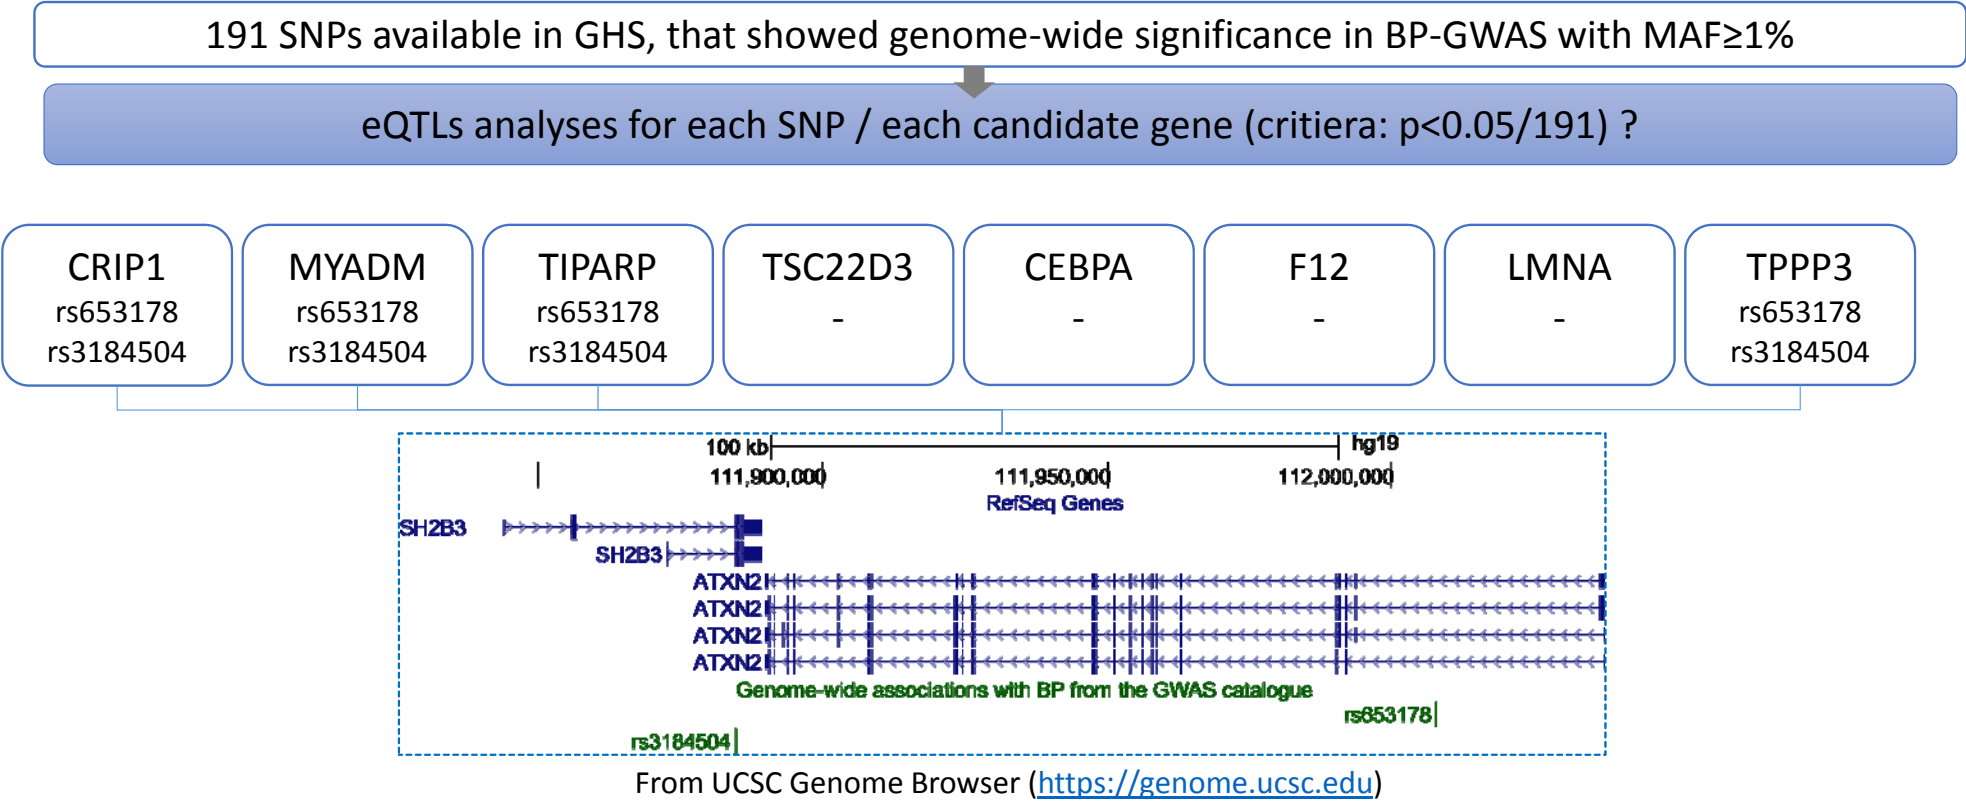 191 SNPs available in GHS, that showed genome-wide significance in BP-GWAS with MAF≥1%
eQTLs analyses for each SNP / each candidate gene (critiera: p<0.05/191) ?
CRIP1
rs653178
rs3184504
MYADM
rs653178
rs3184504
TIPARP
rs653178
rs3184504
TSC22D3
-
CEBPA
-
F12
-
LMNA
-
TPPP3
rs653178
rs3184504
100 kb hg19
111,900,000 111,950,000 112,000,000
RefSeq Genes
SH2B3
SH2B3
ATXN2
ATXN2
ATXN2
ATXN2
Genome-wide associations with BP from the GWAS catalogue
rs653178
rs3184504
From UCSC Genome Browser (https://genome.ucsc.edu)